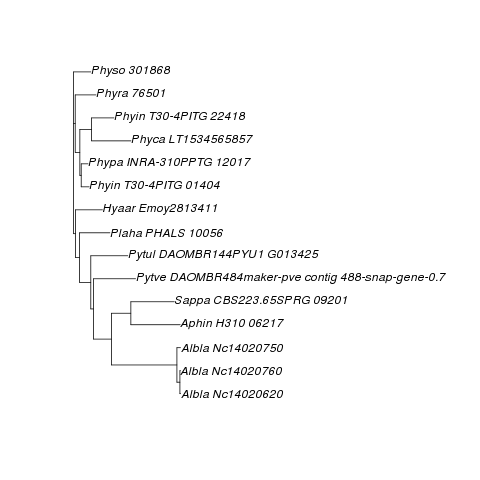 Physo 301868
Phyra 76501
Phyin T30-4PITG 22418
Phyca LT1534565857
Phypa INRA-310PPTG 12017
Phyin T30-4PITG 01404
Hyaar Emoy2813411
Plaha PHALS 10056
Pytul DAOMBR144PYU1 G013425
Pytve DAOMBR484maker-pve contig 488-snap-gene-0.7
Sappa CBS223.65SPRG 09201
Aphin H310 06217
Albla Nc14020750
Albla Nc14020760
Albla Nc14020620